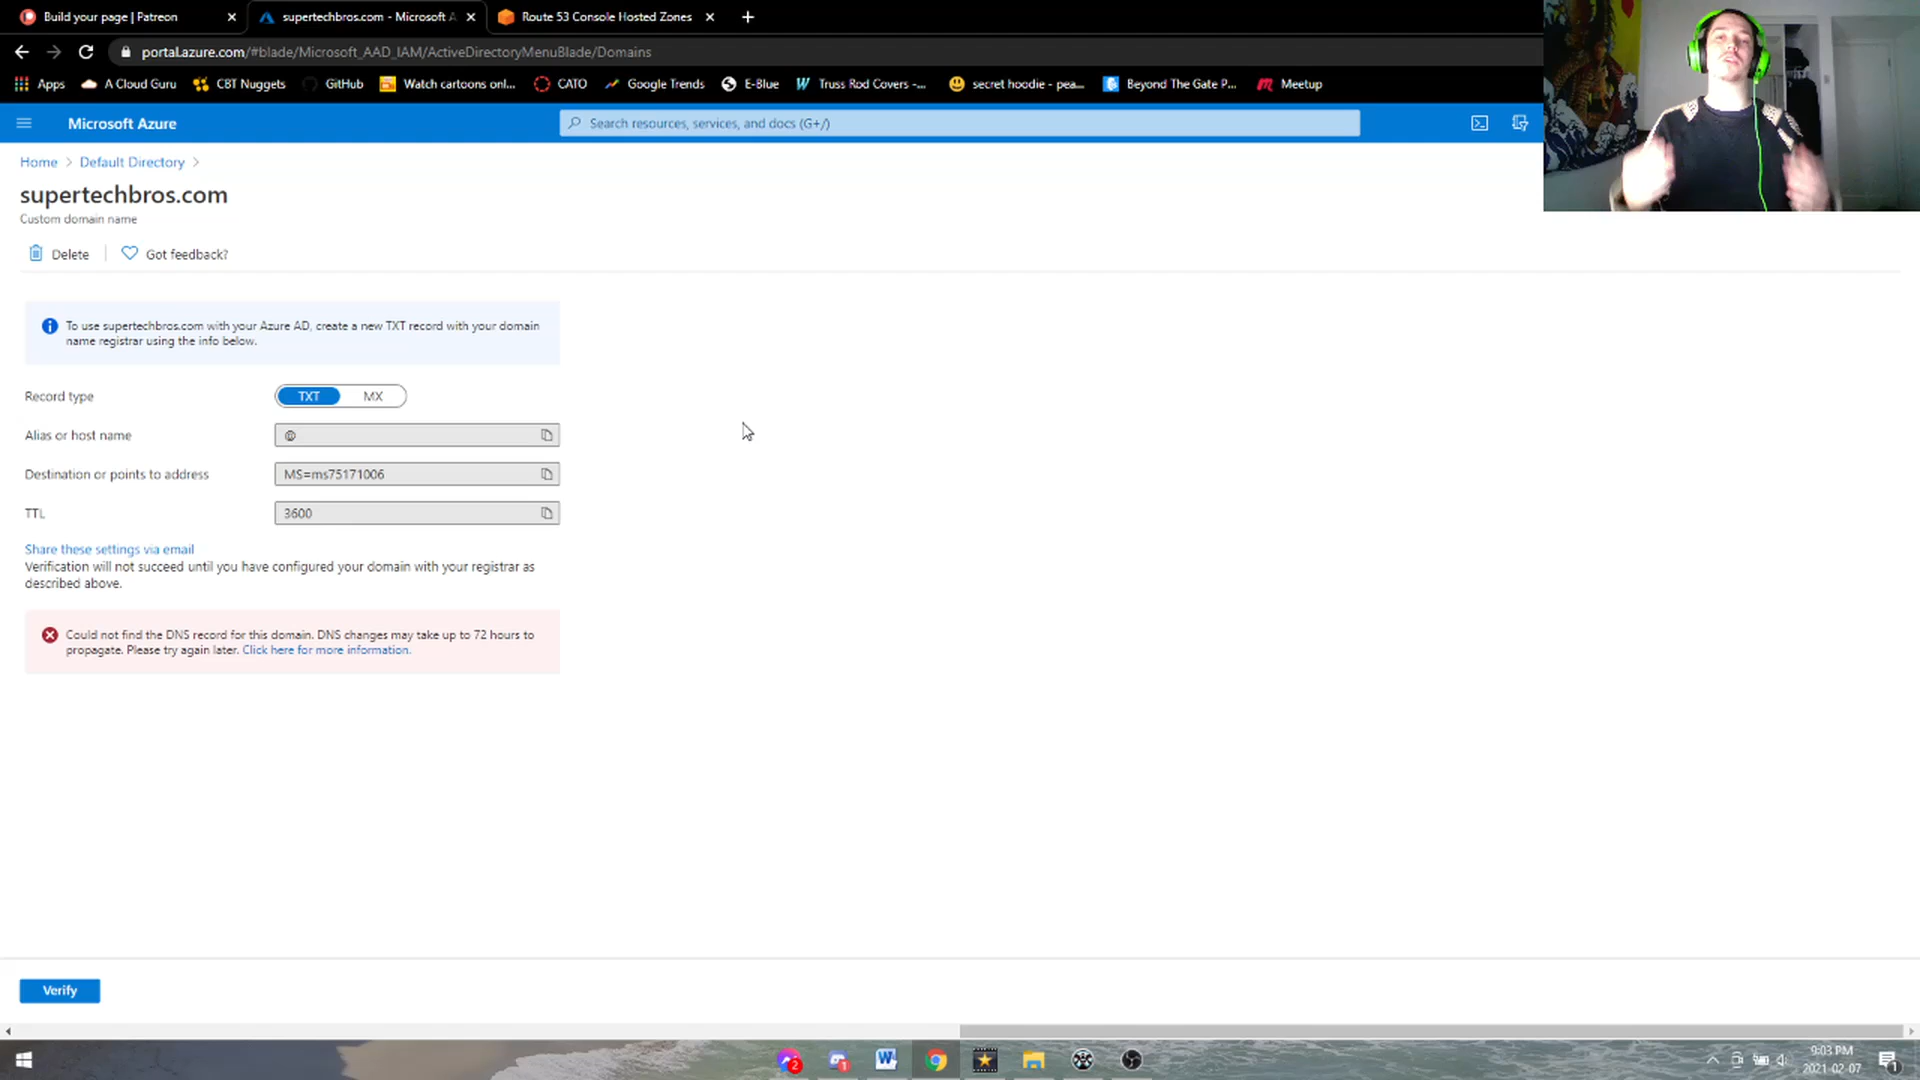 Build your page | Patreon
supertechbros.com - Microsoft A
Route 53 Console Hosted Zones
portal.azure.com/#blade/Microsoft_AAD_IAM/ActiveDirectoryMenuBlade/Domains
Apps
A Cloud Guru
CBT Nuggets
GitHub
Watch cartoons onl...
CATO
Google Trends
E-Blue
Truss Rod Covers -...
secret hoodie - pea...
Beyond The Gate P...
Meetup
Microsoft Azure
Search resources, services, and docs (G+/)
Home > Default Directory >
supertechbros.com
Custom domain name
Delete
Got feedback?
To use supertechbros.com with your Azure AD, create a new TXT record with your domain
name registrar using the info below.
Record type
TXT
MX
Alias or host name
@
Destination or points to address
MS=ms75171006
TTL
3600
Share these settings via email
Verification will not succeed until you have configured your domain with your registrar as
described above.
Could not find the DNS record for this domain. DNS changes may take up to 72 hours to
propagate. Please try again later. Click here for more information.
Verify
2
1
9:03 PM
2021-02-07
1